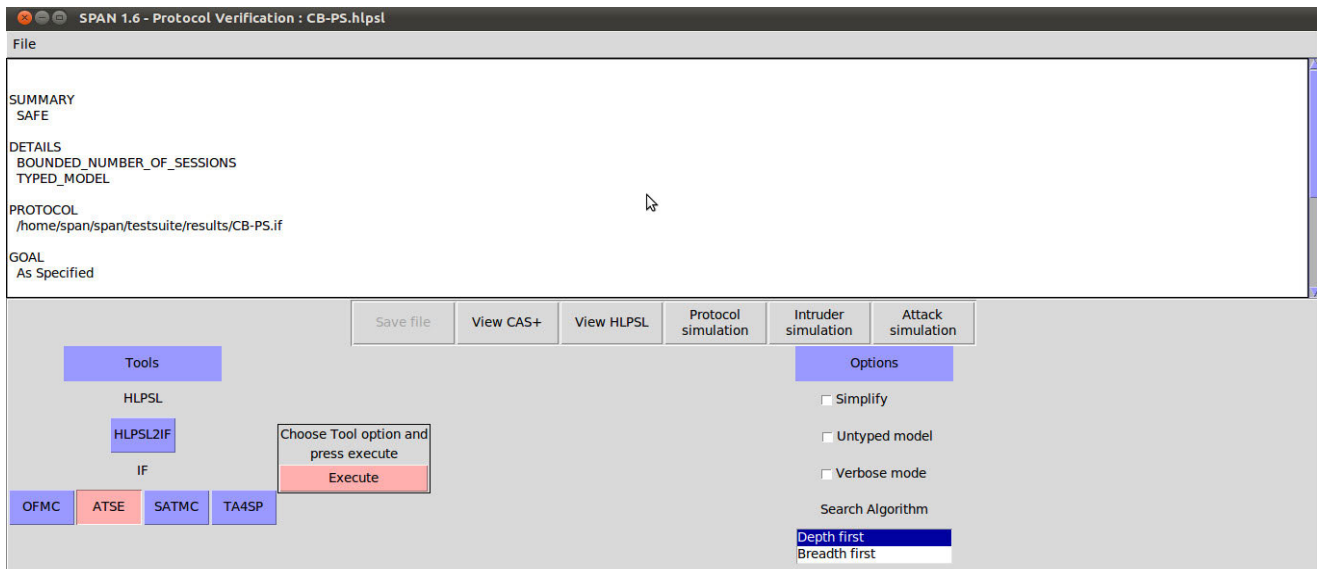 SPAN 1.6 - Protocol Verification : CB-PS.hlpsl
File
SUMMARY
SAFE
DETAILS
BOUNDED_NUMBER_OF_SESSIONS
TYPED_MODEL
PROTOCOL
/home/span/span/testsuite/results/CB-PS.if
GOAL
As Specified
Save file
View CAS+
View HLPSL
Protocol
simulation
Intruder
simulation
Attack
simulation
Tools
HLPSL
HLPSL2IF
IF
OFMC
ATSE
SATMC
TA4SP
Choose Tool option and
press execute
Execute
Options
Simplify
Untyped model
Verbose mode
Search Algorithm
Depth first
Breadth first